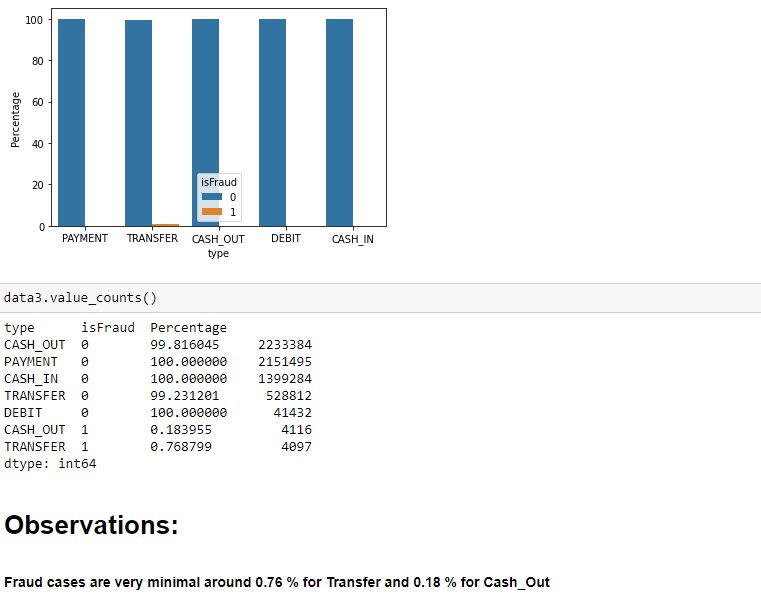 100
80
60
40
20
0
Percentage
isFraud
0
1
PAYMENT TRANSFER CASH_OUT DEBIT CASH_IN
type
data3.value_counts()
type isFraud Percentage
CASH_OUT 0 99.816045 2233384
PAYMENT 0 100.000000 2151495
CASH_IN 0 100.000000 1399284
TRANSFER 0 99.231201 528812
DEBIT 0 100.000000 41432
CASH_OUT 1 0.183955 4116
TRANSFER 1 0.768799 4097
dtype: int64
Observations:
Fraud cases are very minimal around 0.76 % for Transfer and 0.18 % for Cash_Out